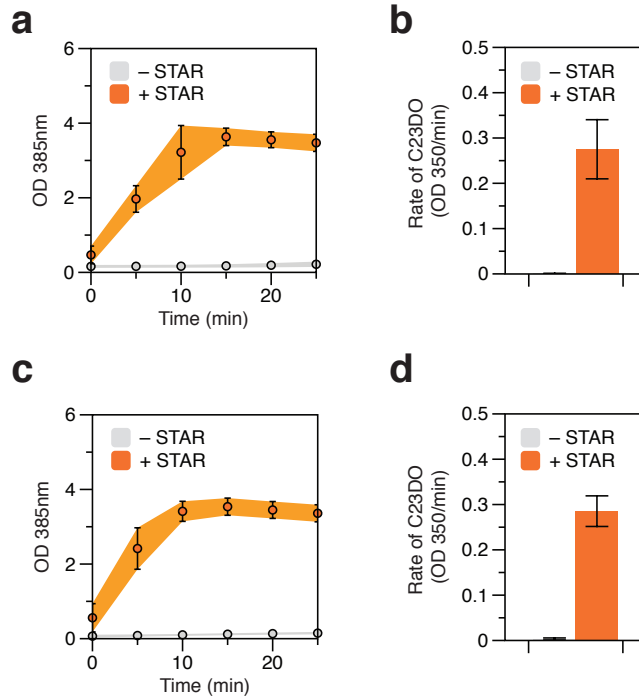 a
6
4
2
0
OD 385nm
– STAR
+ STAR
0
10
20
Time (min)
b
0.5
0.4
0.3
0.2
0.1
0
Rate of C23DO
(OD 350/min)
– STAR
+ STAR
c
6
4
2
0
OD 385nm
– STAR
+ STAR
0
10
20
Time (min)
d
0.5
0.4
0.3
0.2
0.1
0
Rate of C23DO
(OD 350/min)
– STAR
+ STAR